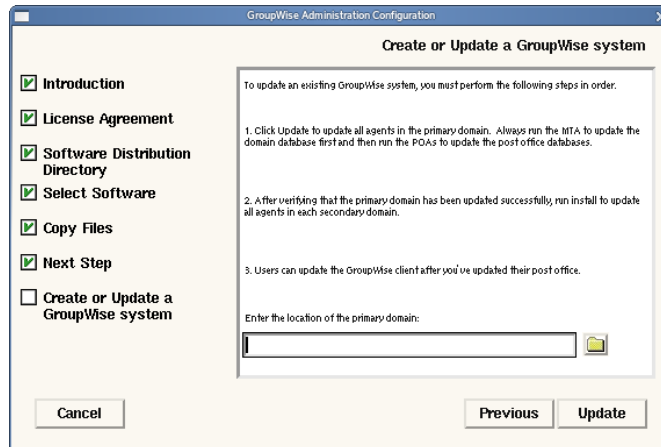 GroupWise Administration Configuration
Create or Update a GroupWise system
Introduction
License Agreement
Software Distribution
Directory
Select Software
Copy Files
Next Step
Create or Update a
GroupWise system
To update an existing GroupWise system, you must perform the following steps in order.
1. Click Update to update all agents in the primary domain. Always run the MTA to update the
domain database first and then run the POAs to update the post office databases.
2. After verifying that the primary domain has been updated successfully, run install to update
all agents in each secondary domain.
3. Users can update the GroupWise client after you've updated their post office.
Enter the location of the primary domain:
Cancel
Previous
Update